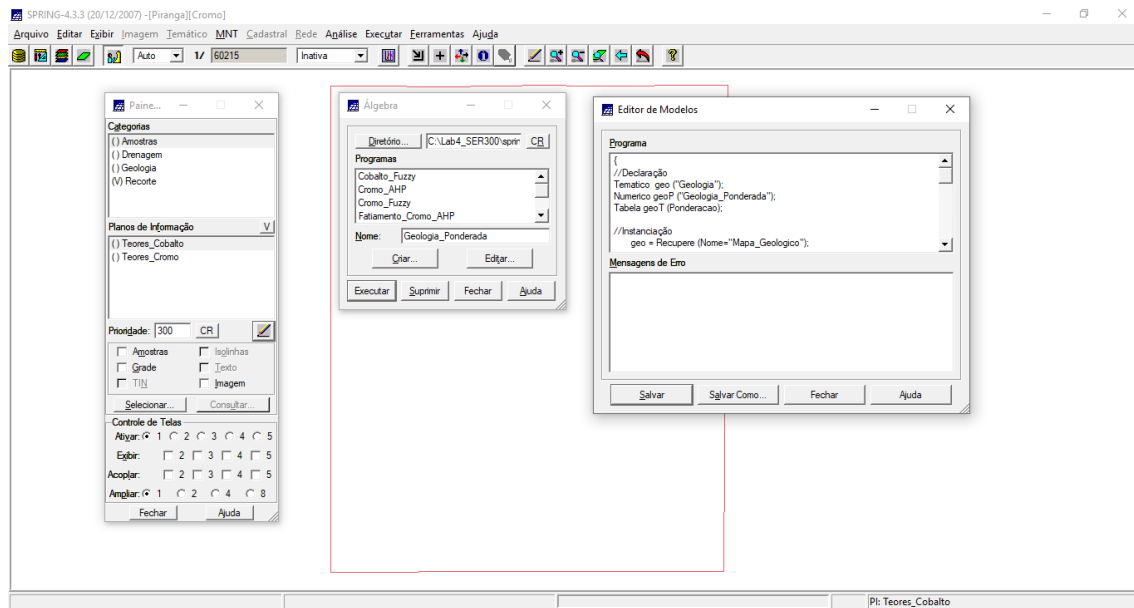 SPRING-4.3.3 (20/12/2007) -[Piranga][Cromo]
Arquivo Editar Exibir Imagem Temático MNT Cadastral Rede Análise Executar Ferramentas Ajuda
Auto 1/ 60215 Inativa
Paine...
Categorias
( ) Amostras
( ) Drenagem
( ) Geologia
(V) Recorte
Planos de Informação V
( ) Teores_Cobalto
( ) Teores_Cromo
Prioridade: 300 CR
Amostras Isolinhas
Grade Texto
TIN Imagem
Selecionar... Consultar...
Controle de Telas
Ativar: 1 2 3 4 5
Exibir: 2 3 4 5
Acoplar: 2 3 4 5
Ampliar: 1 2 4 8
Fechar Ajuda
Álgebra
Diretório... C:\Lab4_SER300\sprin CR
Programas
Cobalto_Fuzzy
Cromo_AHP
Cromo_Fuzzy
Fatiamento_Cromo_AHP
Nome: Geologia_Ponderada
Criar... Editar...
Executar Suprimir Fechar Ajuda
Editor de Modelos
Programa
{
//Declaração
Tematico geo ("Geologia");
Numerico geoP ("Geologia_Ponderada");
Tabela geoT (Ponderacao);
//Instanciação
geo = Recupere (Nome="Mapa_Geologico");
Mensagens de Erro
Salvar Salvar Como... Fechar Ajuda
PI: Teores_Cobalto